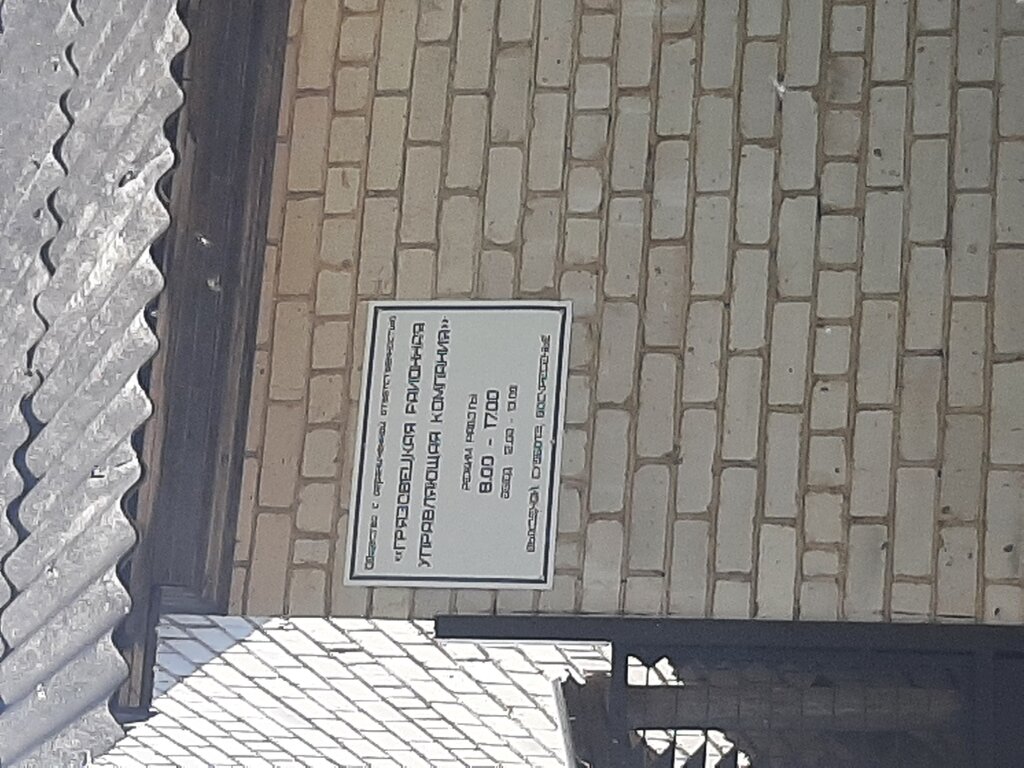 Общество с ограниченной ответственностью
«ГРЯЗОВЕЦКАЯ РАЙОННАЯ
УПРАВЛЯЮЩАЯ КОМПАНИЯ»
РЕЖИМ РАБОТЫ
8.00 - 17.00
ОБЕД 12.00 - 13.00
ВЫХОДНОЙ СУББОТА, ВОСКРЕСЕНИЕ